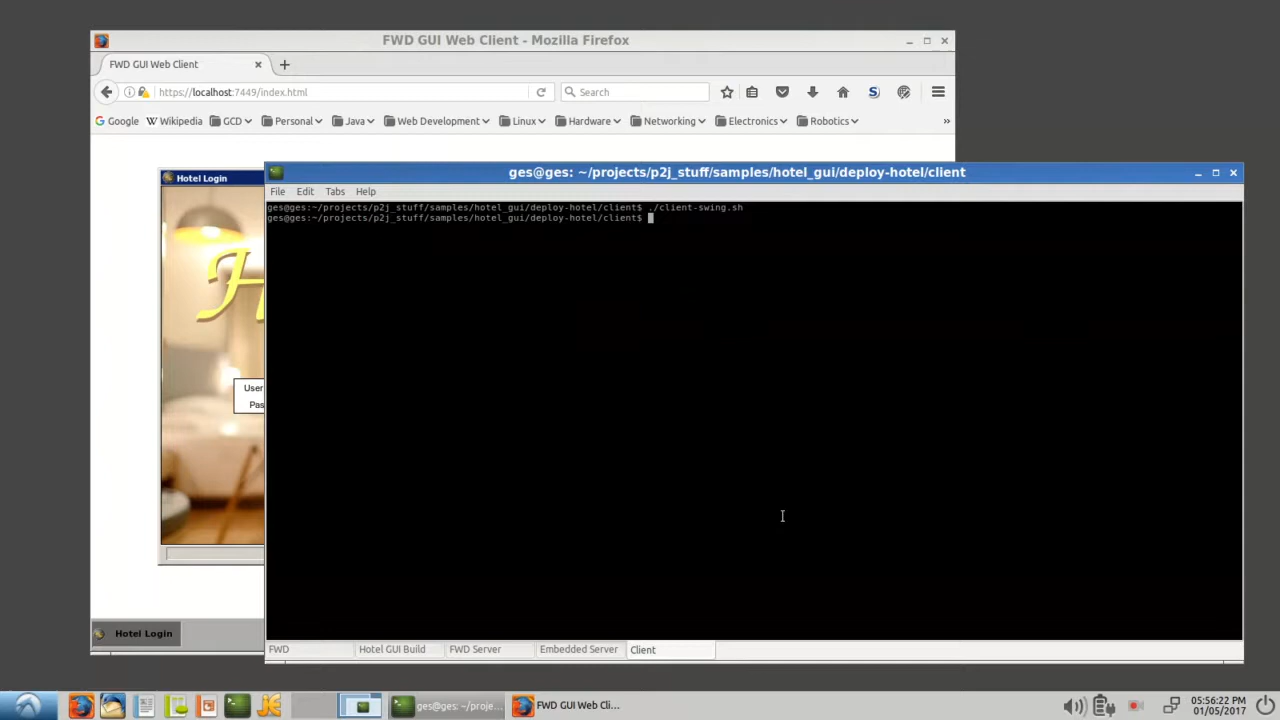 FWD GUI Web Client - Mozilla Firefox
FWD GUI Web Client
https://localhost:7449/index.html
Search
Google Wikipedia GCD Personal Java Web Development Linux Hardware Networking Electronics Robotics »
Hotel Login
ges@ges: ~/projects/p2j_stuff/samples/hotel_gui/deploy-hotel/client
File Edit Tabs Help
ges@ges:~/projects/p2j_stuff/samples/hotel_gui/deploy-hotel/client$ ./client-swing.sh
ges@ges:~/projects/p2j_stuff/samples/hotel_gui/deploy-hotel/client$
H
User
Pas
Hotel Login
FWD Hotel GUI Build FWD Server Embedded Server Client
ges@ges: ~/proje...
FWD GUI Web Cli...
05:56:22 PM
01/05/2017